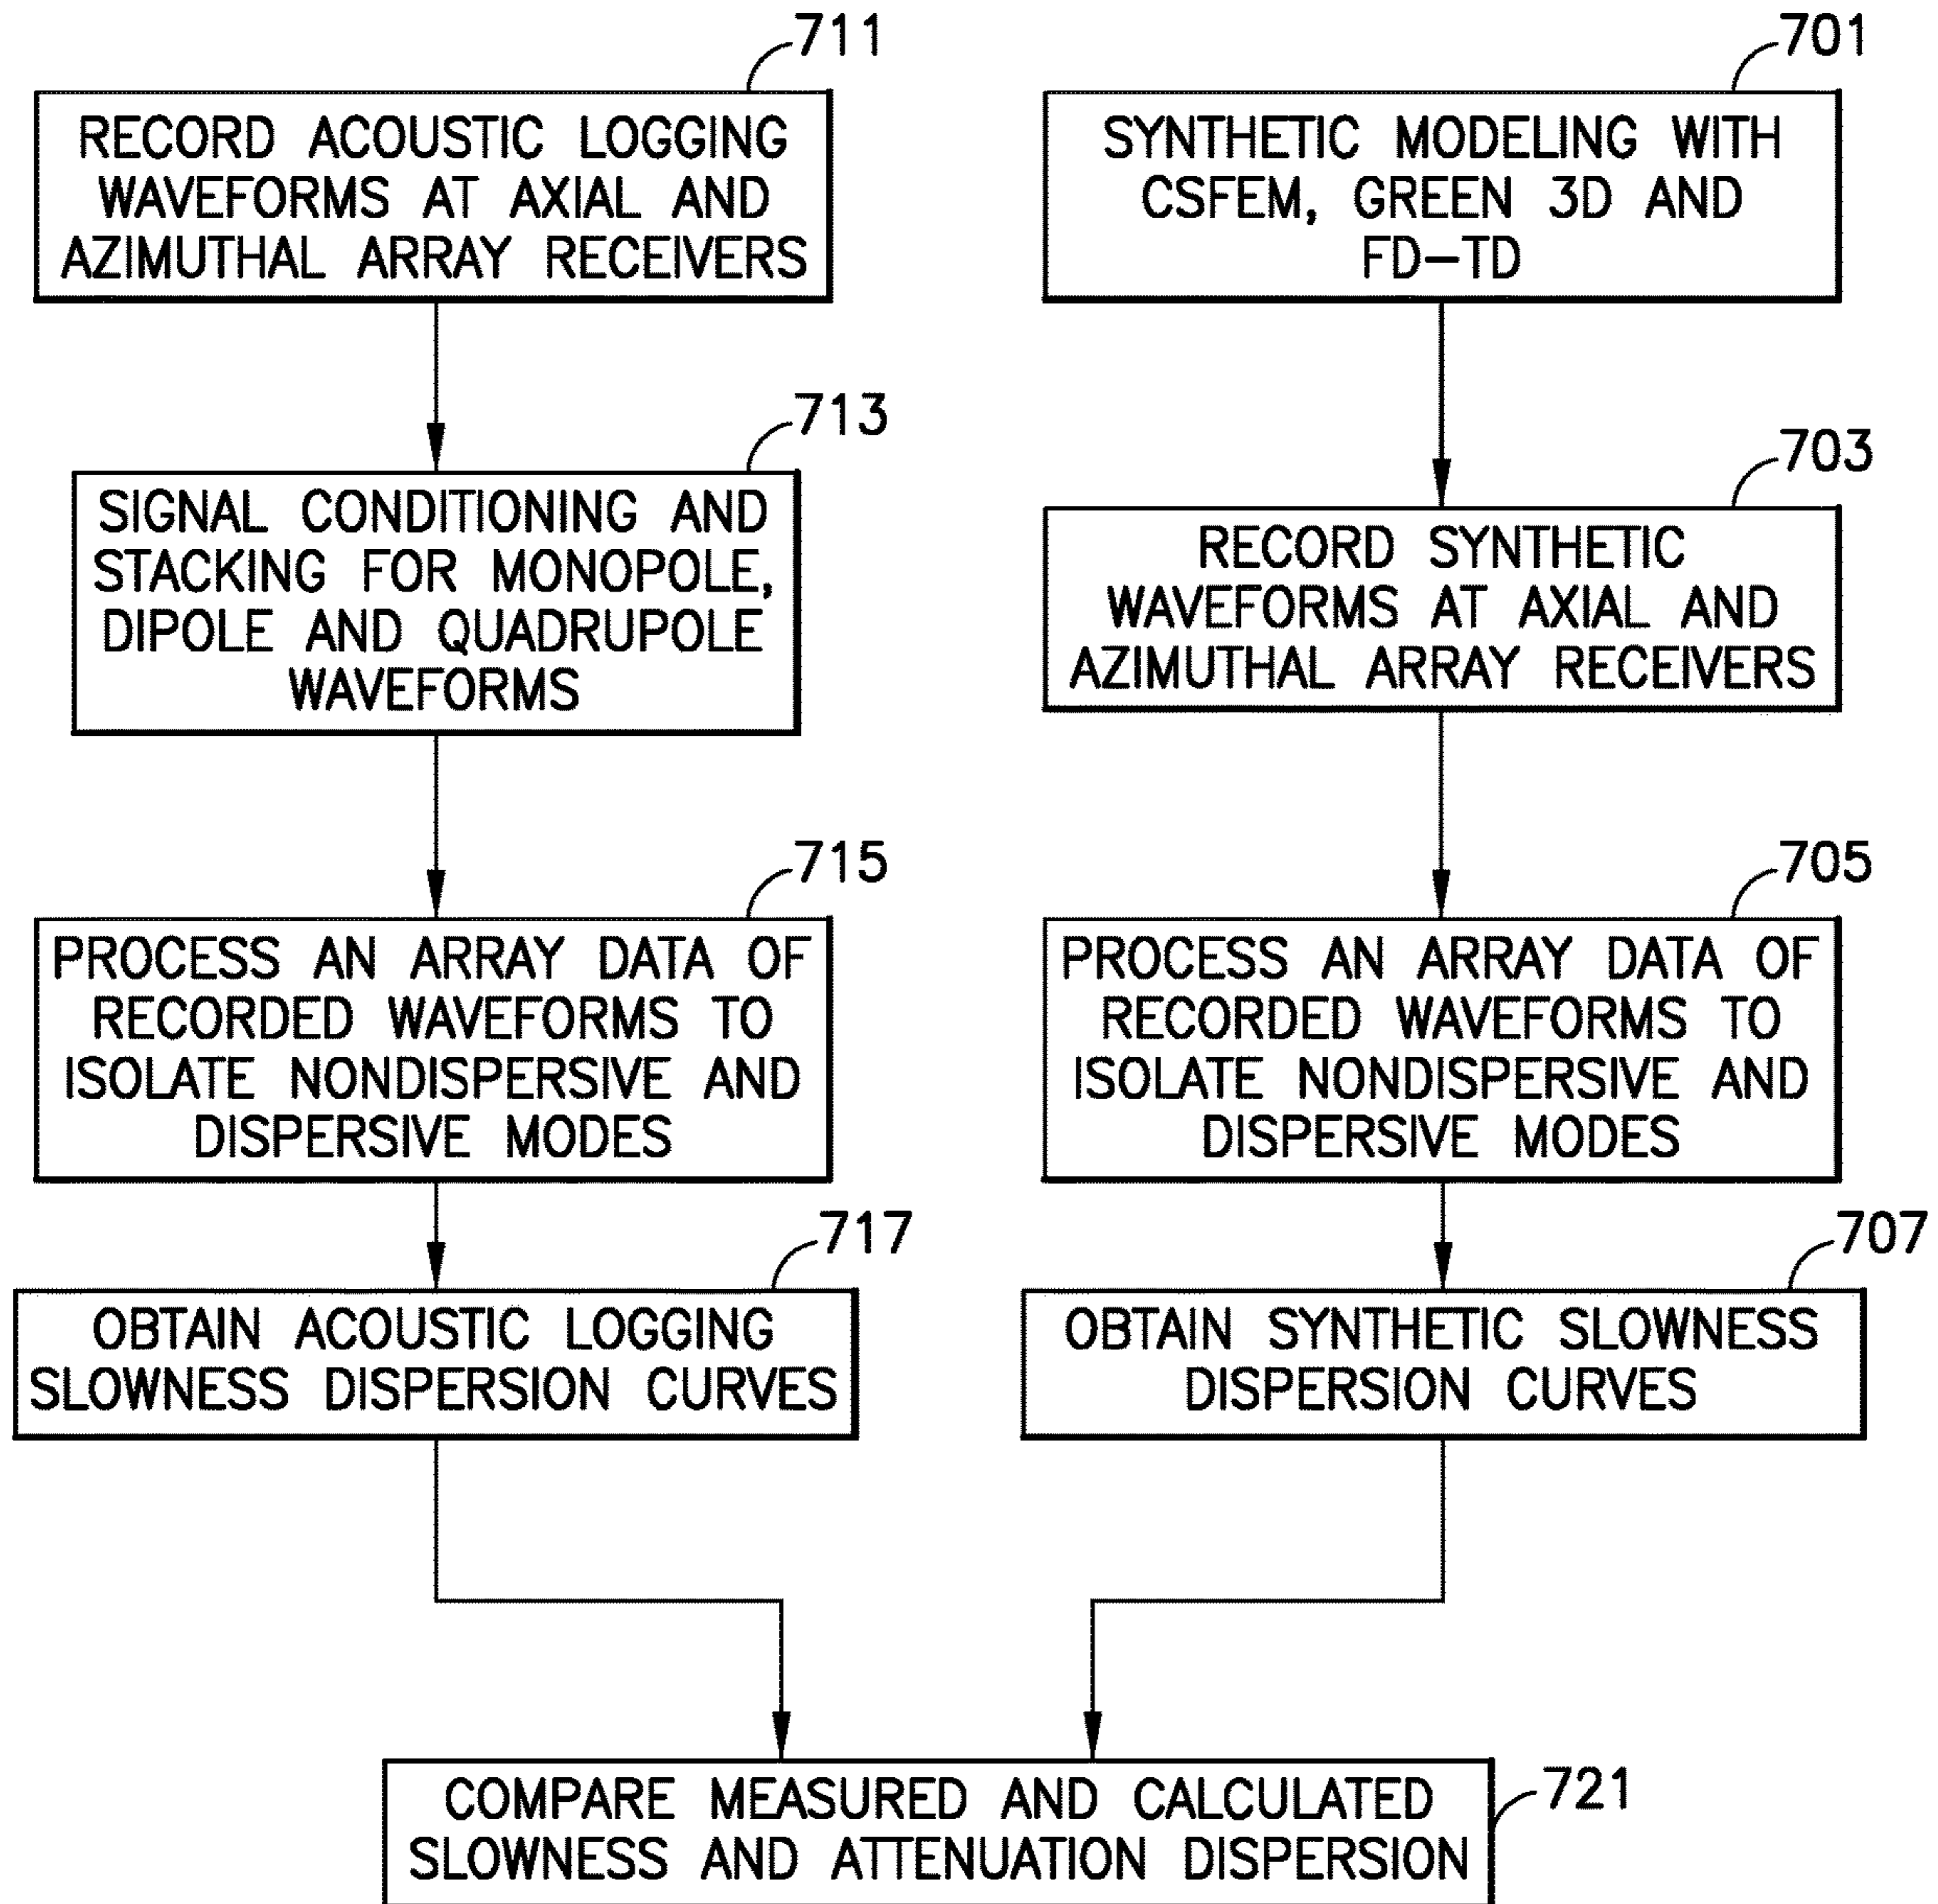 711
RECORD ACOUSTIC LOGGING
WAVEFORMS AT AXIAL AND
AZIMUTHAL ARRAY RECEIVERS
713
SIGNAL CONDITIONING AND
STACKING FOR MONOPOLE,
DIPOLE AND QUADRUPOLE
WAVEFORMS
715
PROCESS AN ARRAY DATA OF
RECORDED WAVEFORMS TO
ISOLATE NONDISPERSIVE AND
DISPERSIVE MODES
717
OBTAIN ACOUSTIC LOGGING
SLOWNESS DISPERSION CURVES
701
SYNTHETIC MODELING WITH
CSFEM, GREEN 3D AND
FD-TD
703
RECORD SYNTHETIC
WAVEFORMS AT AXIAL AND
AZIMUTHAL ARRAY RECEIVERS
705
PROCESS AN ARRAY DATA OF
RECORDED WAVEFORMS TO
ISOLATE NONDISPERSIVE AND
DISPERSIVE MODES
707
OBTAIN SYNTHETIC SLOWNESS
DISPERSION CURVES
721
COMPARE MEASURED AND CALCULATED
SLOWNESS AND ATTENUATION DISPERSION